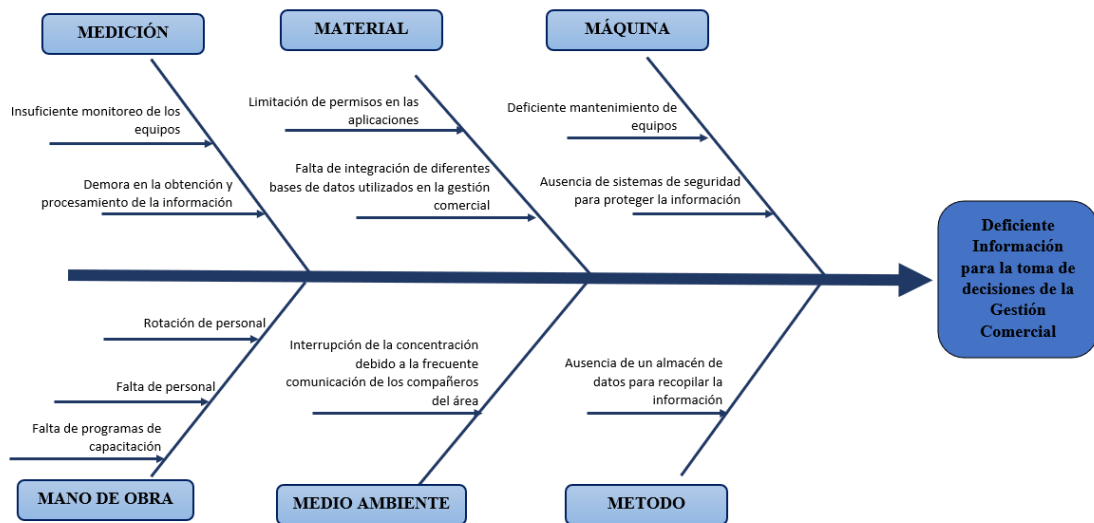 MEDICIÓN
MATERIAL
MÁQUINA
Insuficiente monitoreo de los
equipos
Demora en la obtención y
procesamiento de la información
Limitación de permisos en las
aplicaciones
Falta de integración de diferentes
bases de datos utilizados en la gestión
comercial
Deficiente mantenimiento de
equipos
Ausencia de sistemas de seguridad
para proteger la información
Deficiente
Información
para la toma de
decisiones de la
Gestión
Comercial
Rotación de personal
Falta de personal
Falta de programas de
capacitación
Interrupción de la concentración
debido a la frecuente
comunicación de los compañeros
del área
Ausencia de un almacén de
datos para recopilar la
información
MANO DE OBRA
MEDIO AMBIENTE
METODO